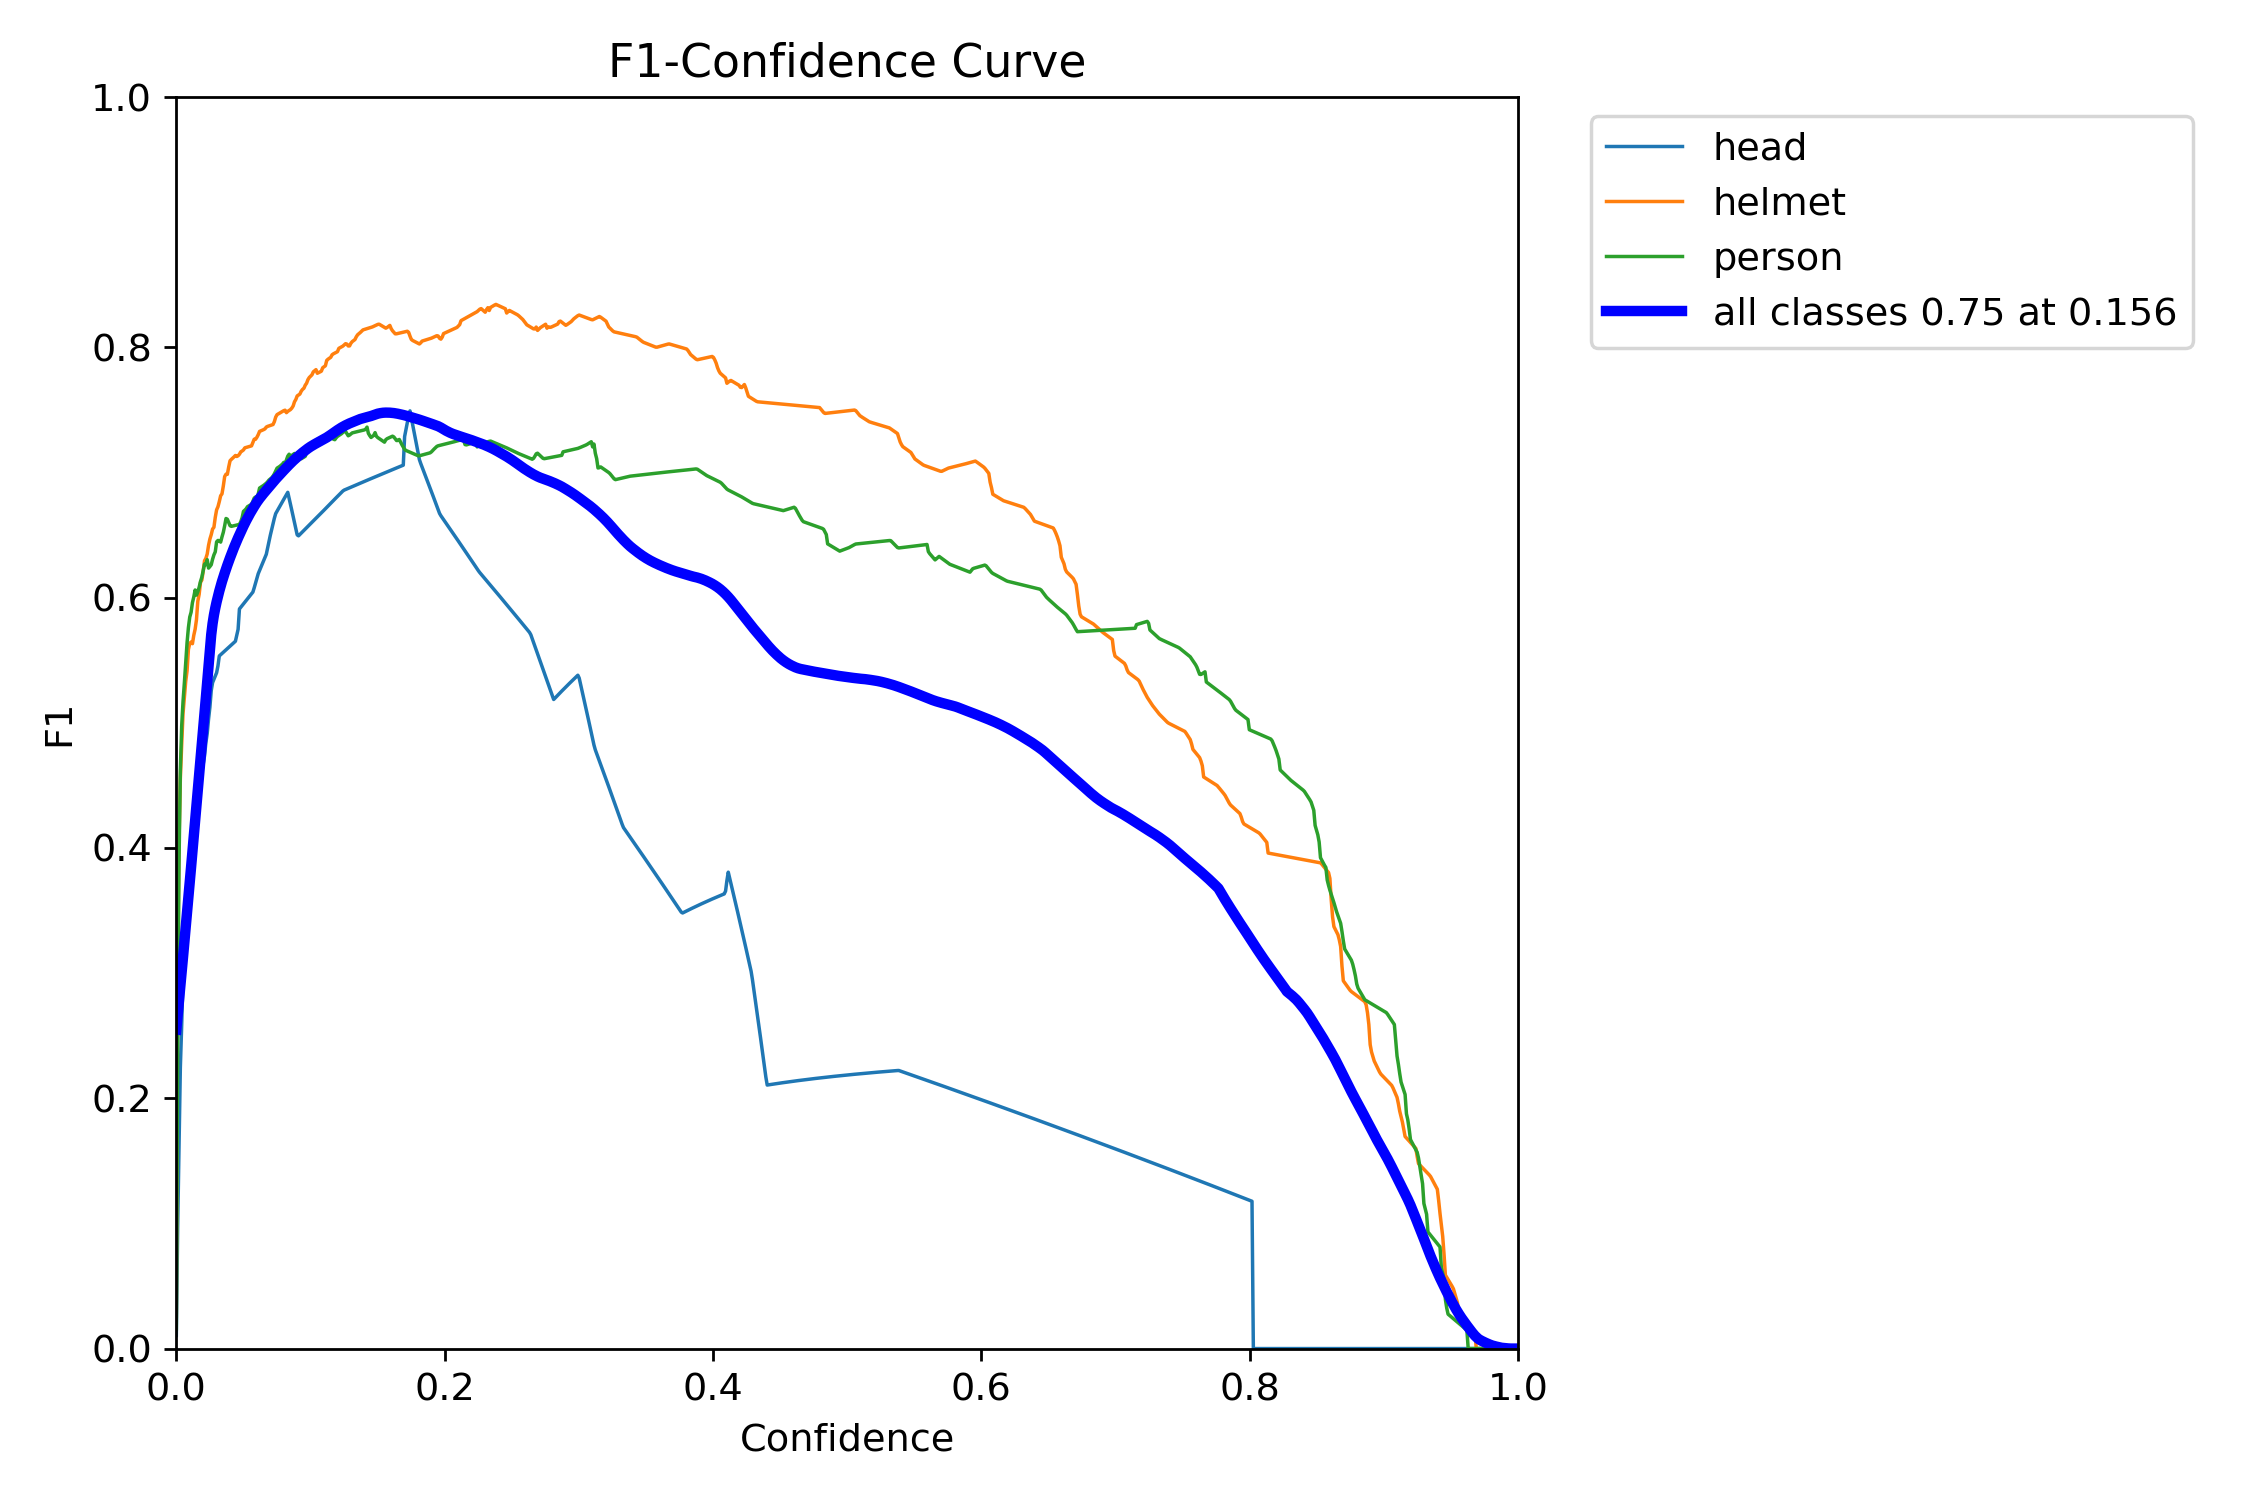 F1-Confidence Curve
1.0
0.8
0.6
0.4
0.2
0.0
F1
0.0 0.2 0.4 0.6 0.8 1.0
Confidence
head
helmet
person
all classes 0.75 at 0.156